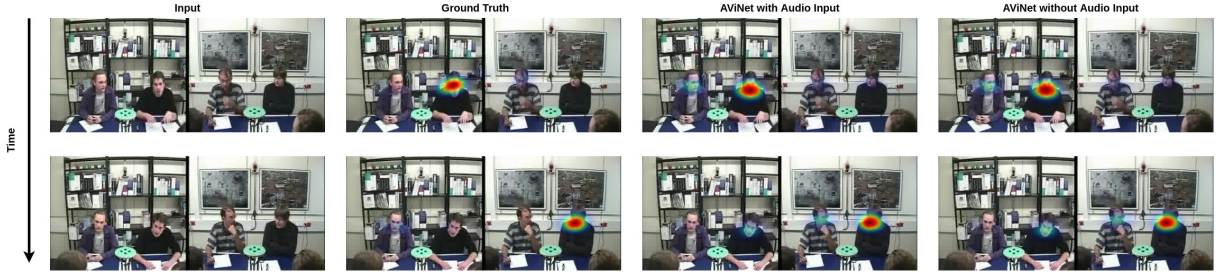 Input
Ground Truth
AViNet with Audio Input
AViNet without Audio Input
Time